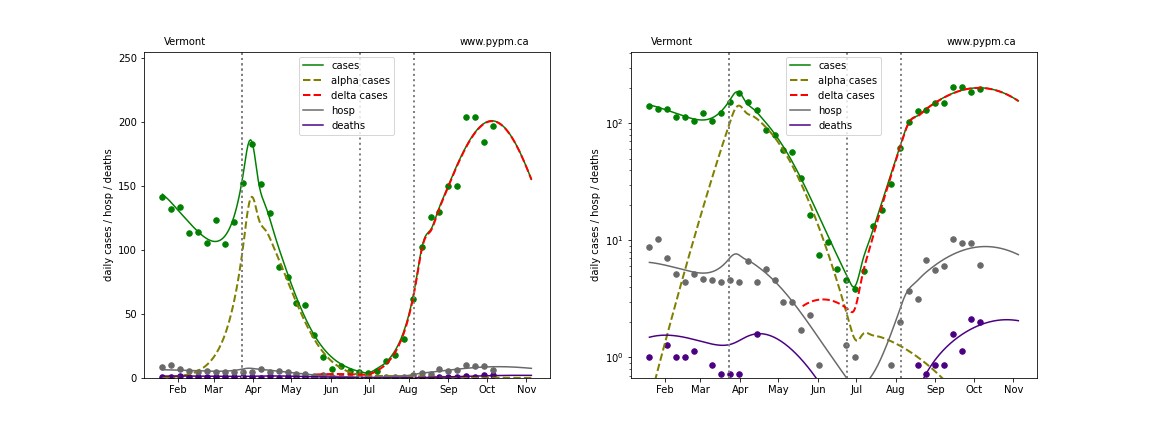 Vermont www.pypm.ca
250
200
150
100
50
0
daily cases / hosp / deaths
cases
alpha cases
delta cases
hosp
deaths
Feb Mar Apr May Jun Jul Aug Sep Oct Nov
Vermont www.pypm.ca
10²
10¹
10⁰
daily cases / hosp / deaths
cases
alpha cases
delta cases
hosp
deaths
Feb Mar Apr May Jun Jul Aug Sep Oct Nov